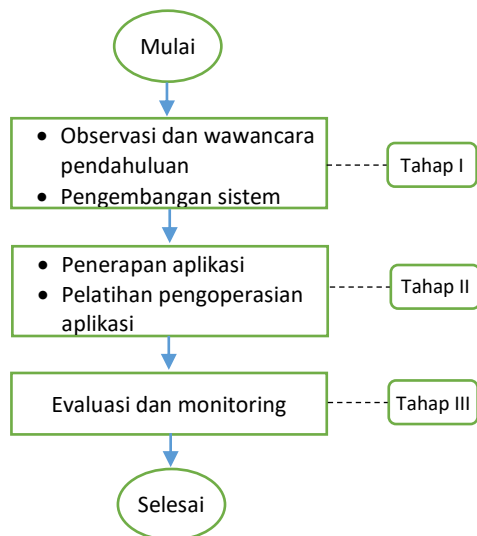 Mulai
• Observasi dan wawancara
pendahuluan
• Pengembangan sistem
Tahap I
• Penerapan aplikasi
• Pelatihan pengoperasian
aplikasi
Tahap II
Evaluasi dan monitoring
Tahap III
Selesai